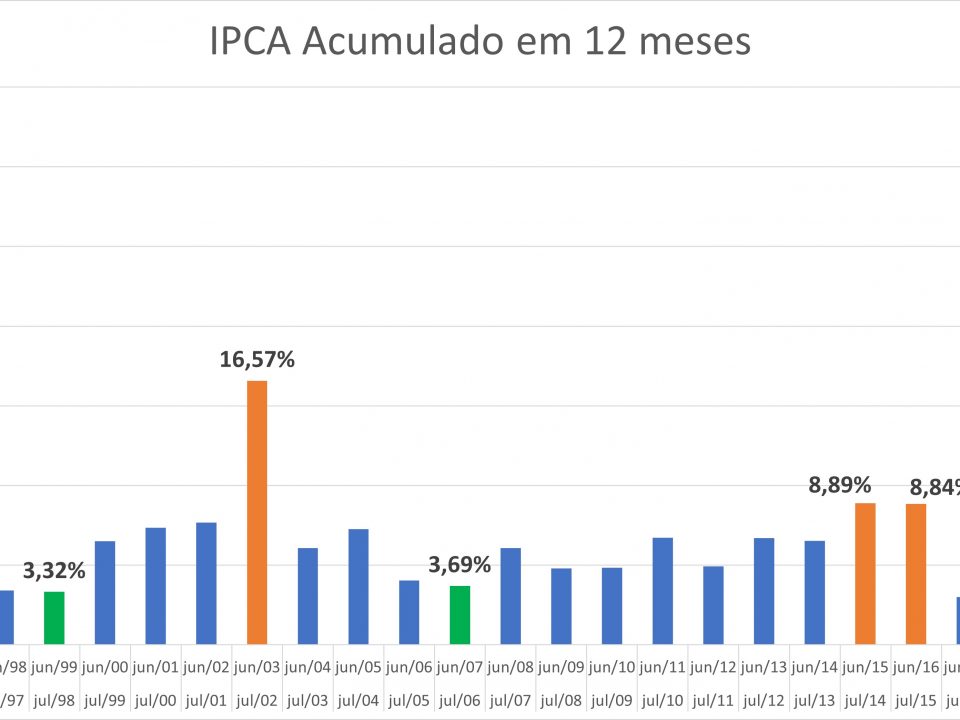 IPCA Acumulado em 12 meses
16,57%
8,89%
8,84%
3,32%
3,69%
/98 jun/99 jun/00 jun/01 jun/02 jun/03 jun/04 jun/05 jun/06 jun/07 jun/08 jun/09 jun/10 jun/11 jun/12 jun/13 jun/14 jun/15 jun/16
/97 jul/98 jul/99 jul/00 jul/01 jul/02 jul/03 jul/04 jul/05 jul/06 jul/07 jul/08 jul/09 jul/10 jul/11 jul/12 jul/13 jul/14 jul/15